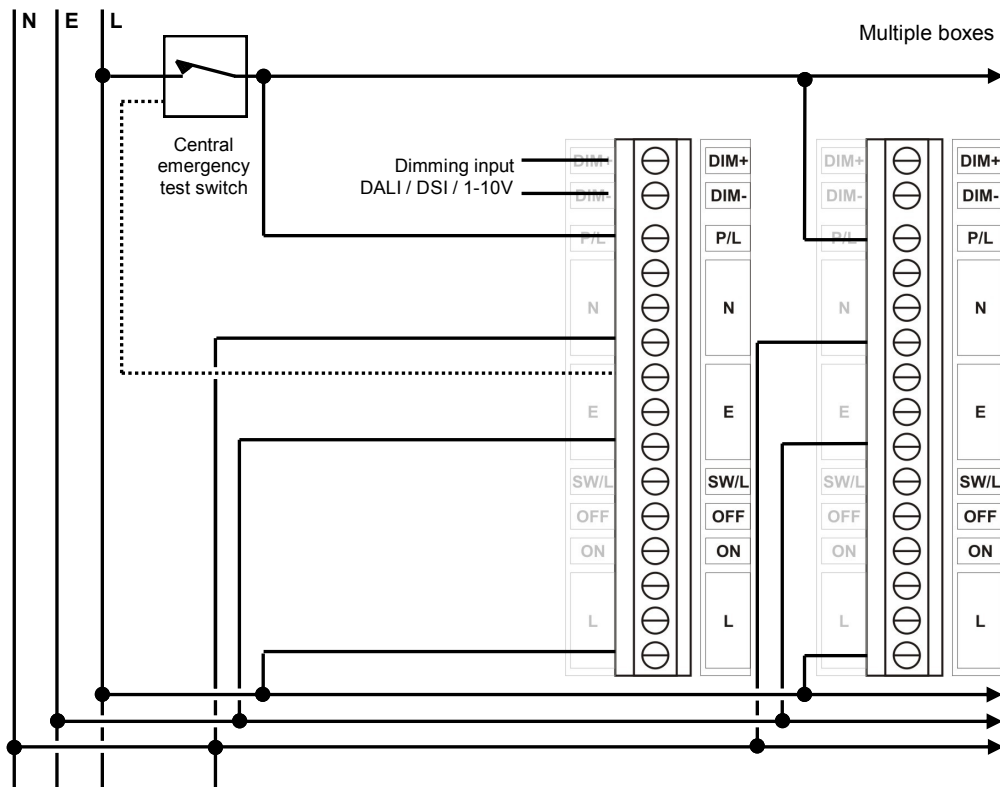 N E L
Multiple boxes
Central
emergency
test switch
Dimming input
DALI / DSI / 1-10V
DIM+ DIM+ DIM+ DIM+
DIM- DIM- DIM- DIM-
P/L P/L P/L P/L
N N N N
E E E E
SW/L SW/L SW/L SW/L
OFF OFF OFF OFF
ON ON ON ON
L L L L